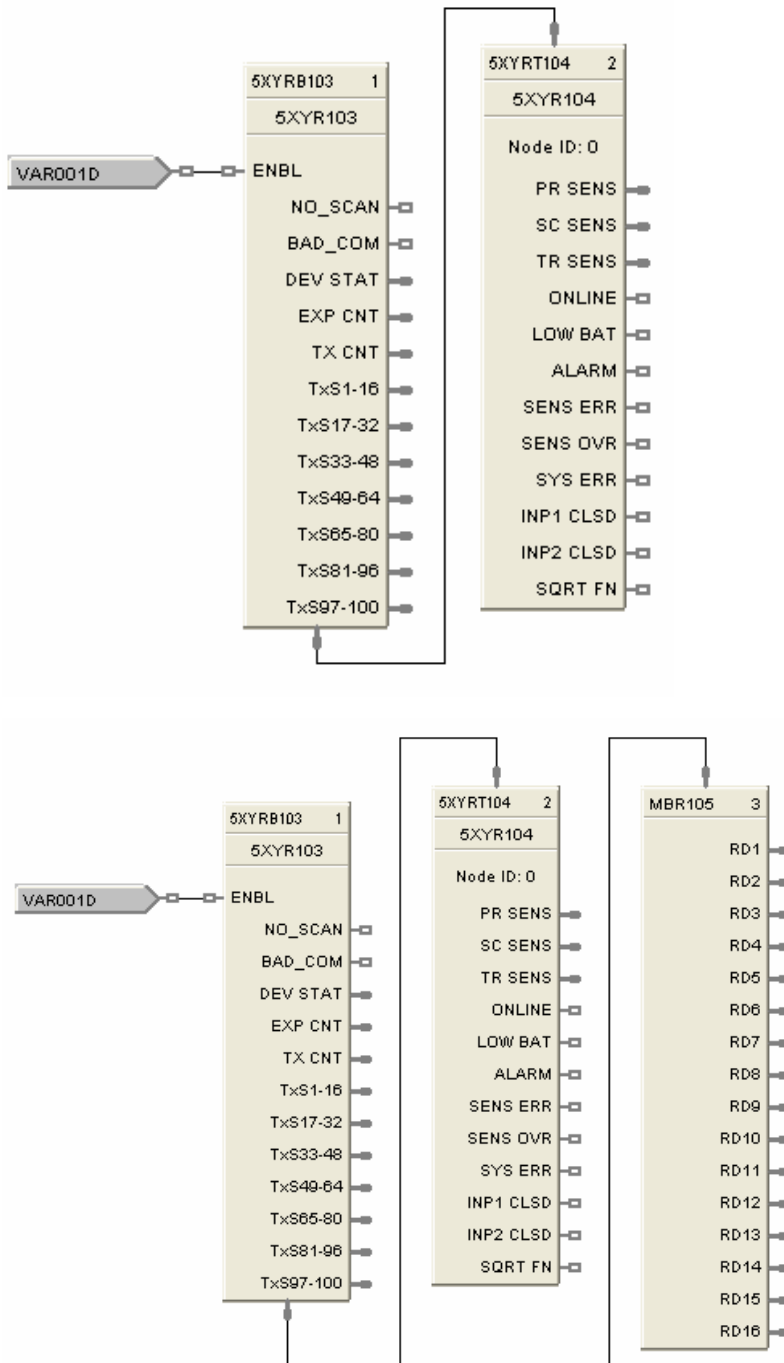 5XYRB103 1
5XYR103
VAR001D
ENBL
NO_SCAN
BAD_COM
DEV STAT
EXP CNT
TX CNT
TxS1-16
TxS17-32
TxS33-48
TxS49-64
TxS65-80
TxS81-96
TxS97-100
5XYRT104 2
5XYR104
Node ID: 0
PR SENS
SC SENS
TR SENS
ONLINE
LOW BAT
ALARM
SENS ERR
SENS OVR
SYS ERR
INP1 CLSD
INP2 CLSD
SQRT FN
5XYRB103 1
5XYR103
VAR001D
ENBL
NO_SCAN
BAD_COM
DEV STAT
EXP CNT
TX CNT
TxS1-16
TxS17-32
TxS33-48
TxS49-64
TxS65-80
TxS81-96
TxS97-100
5XYRT104 2
5XYR104
Node ID: 0
PR SENS
SC SENS
TR SENS
ONLINE
LOW BAT
ALARM
SENS ERR
SENS OVR
SYS ERR
INP1 CLSD
INP2 CLSD
SQRT FN
MBR105 3
RD1
RD2
RD3
RD4
RD5
RD6
RD7
RD8
RD9
RD10
RD11
RD12
RD13
RD14
RD15
RD16